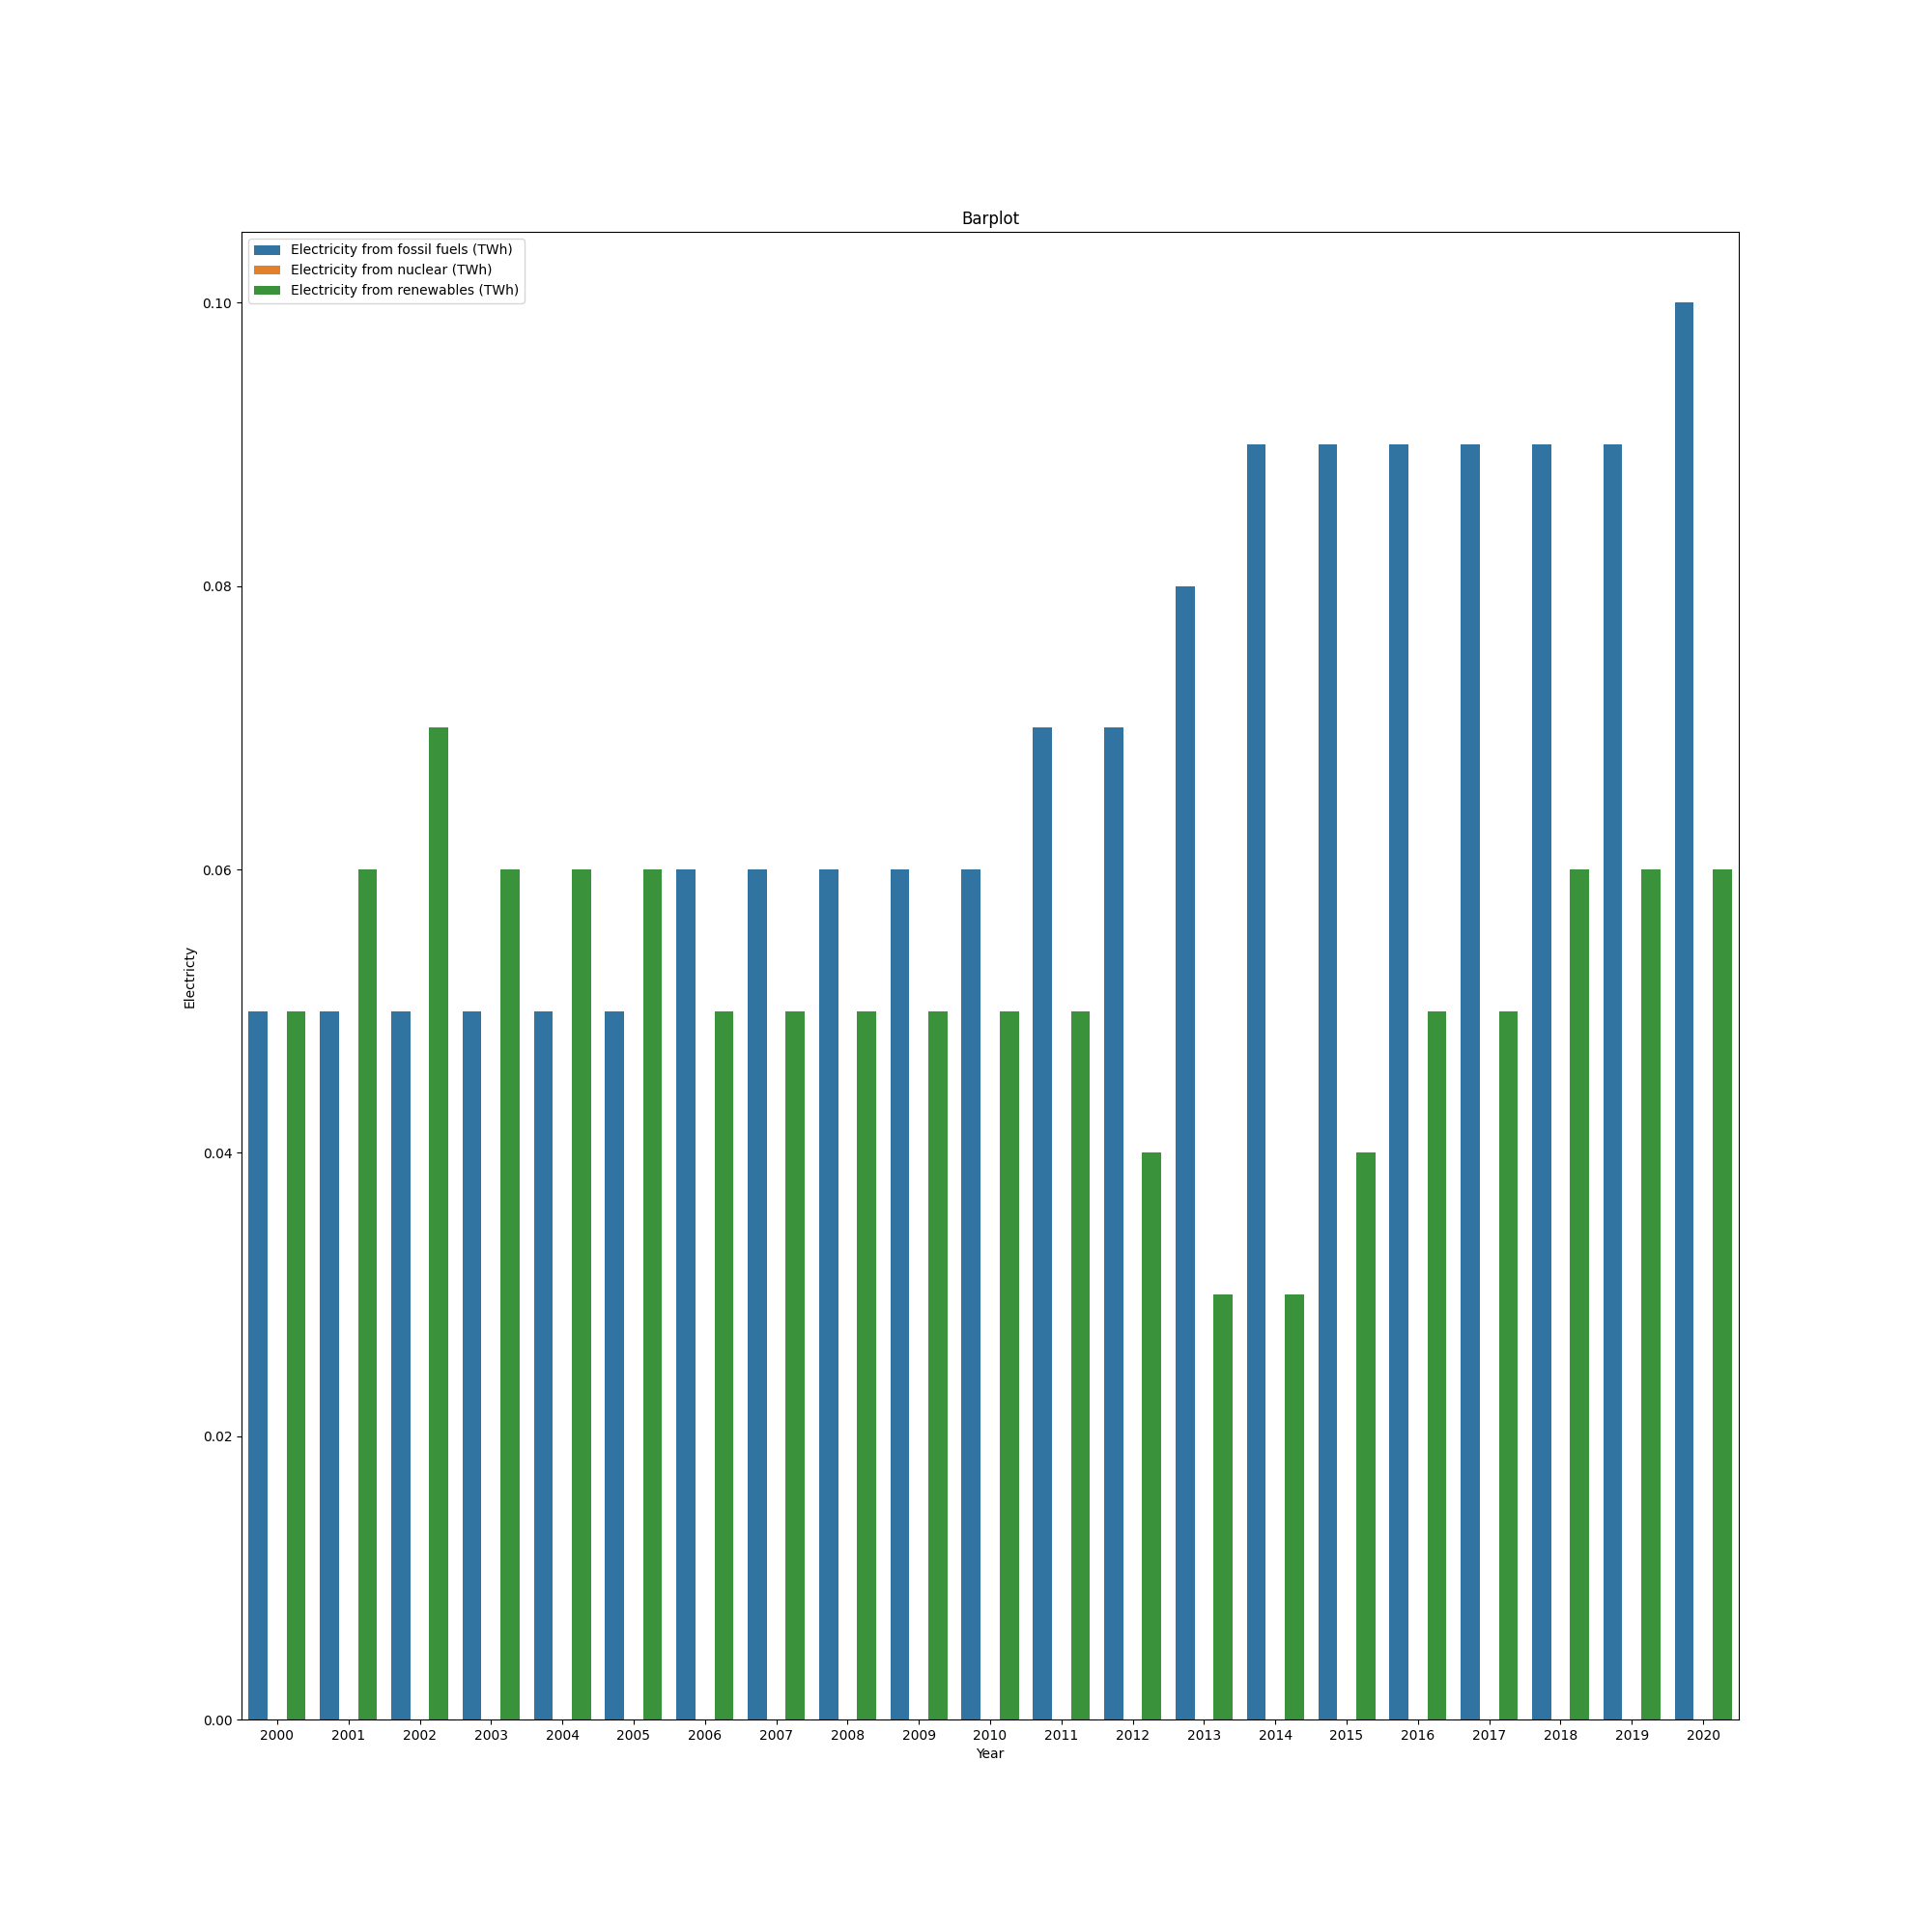 Barplot
Electricity from fossil fuels (TWh)
Electricity from nuclear (TWh)
Electricity from renewables (TWh)
0.10
0.08
0.06
0.04
0.02
0.00
Electricty
2000 2001 2002 2003 2004 2005 2006 2007 2008 2009 2010 2011 2012 2013 2014 2015 2016 2017 2018 2019 2020
Year